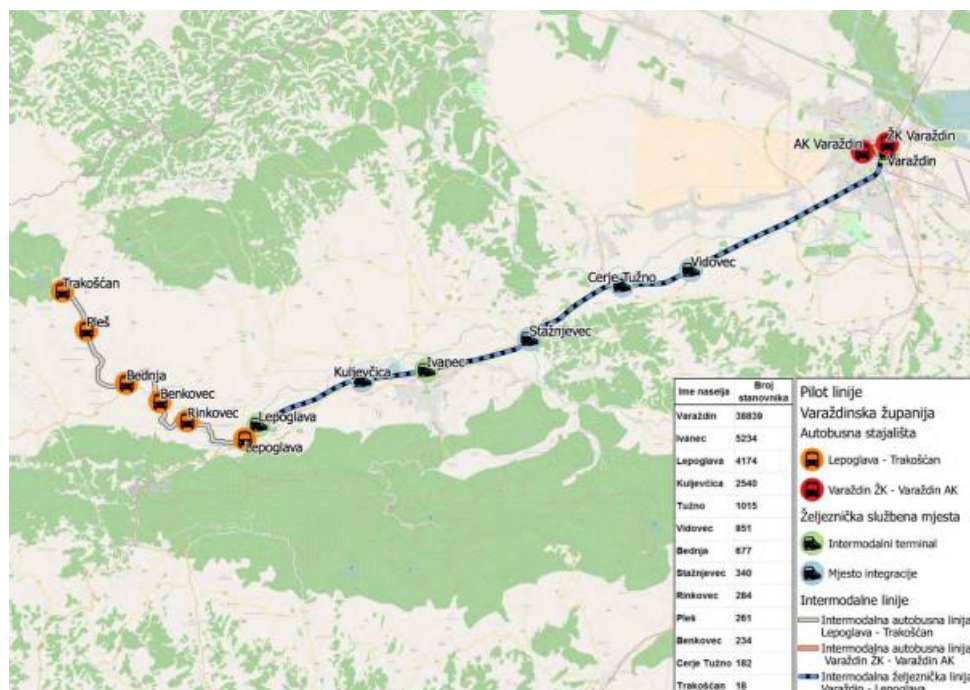 ŽK Varaždin
AK Varaždin
Varaždin
Vidovec
Cerje Tužno
Trakošćan
Stažnjevec
Pleš
Ivanec
Kuljevčica
Bednja
Benkovec
Rinkovec
Lepoglava
Lepoglava
Ime naselja Broj stanovnika
Varaždin 38839
Ivanec 5234
Lepoglava 4174
Kuljevčica 2540
Tužno 1015
Vidovec 851
Bednja 677
Stažnjevec 340
Rinkovec 284
Pleš 261
Benkovec 234
Cerje Tužno 182
Trakošćan 18
Pilot linije
Varaždinska županija
Autobusna stajališta
Lepoglava - Trakošćan
Varaždin ŽK - Varaždin AK
Željeznička službena mjesta
Intermodalni terminal
Mjesto integracije
Intermodalne linije
Intermodalna autobusna linija
Lepoglava - Trakošćan
Intermodalna autobusna linija
Varaždin ŽK - Varaždin AK
Intermodalna željeznička linija
Varaždin - Lepoglava